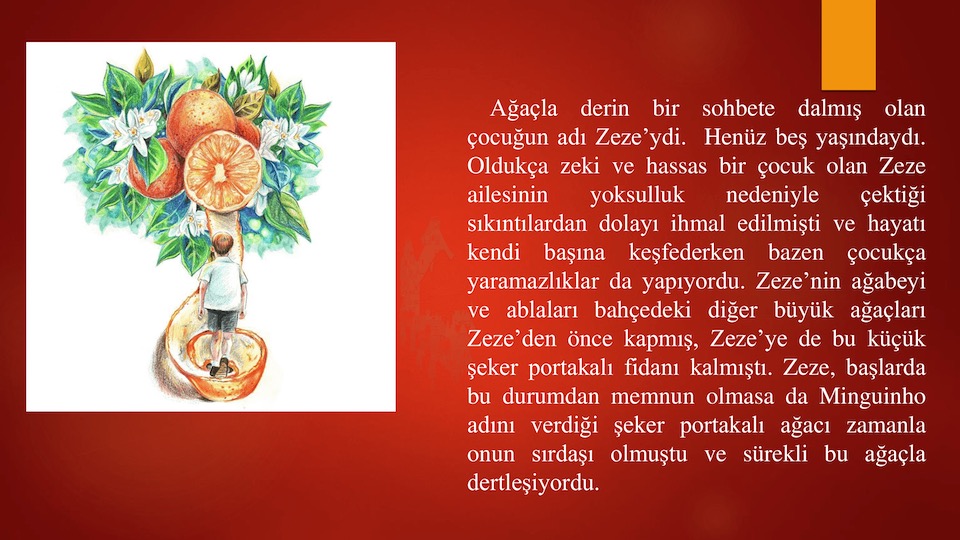 Ağaçla derin bir sohbete dalmış olan
çocuğun adı Zeze’ydi. Henüz beş yaşındaydı.
Oldukça zeki ve hassas bir çocuk olan Zeze
ailesinin yoksulluk nedeniyle çektiği
sıkıntılardan dolayı ihmal edilmişti ve hayatı
kendi başına keşfederken bazen çocukça
yaramazlıklar da yapıyordu. Zeze’nin ağabeyi
ve ablaları bahçedeki diğer büyük ağaçları
Zeze’den önce kapmış, Zeze’ye de bu küçük
şeker portakalı fidanı kalmıştı. Zeze, başlarda
bu durumdan memnun olmasa da Minguinho
adını verdiği şeker portakalı ağacı zamanla
onun sırdaşı olmuştu ve sürekli bu ağaçla
dertleşiyordu.